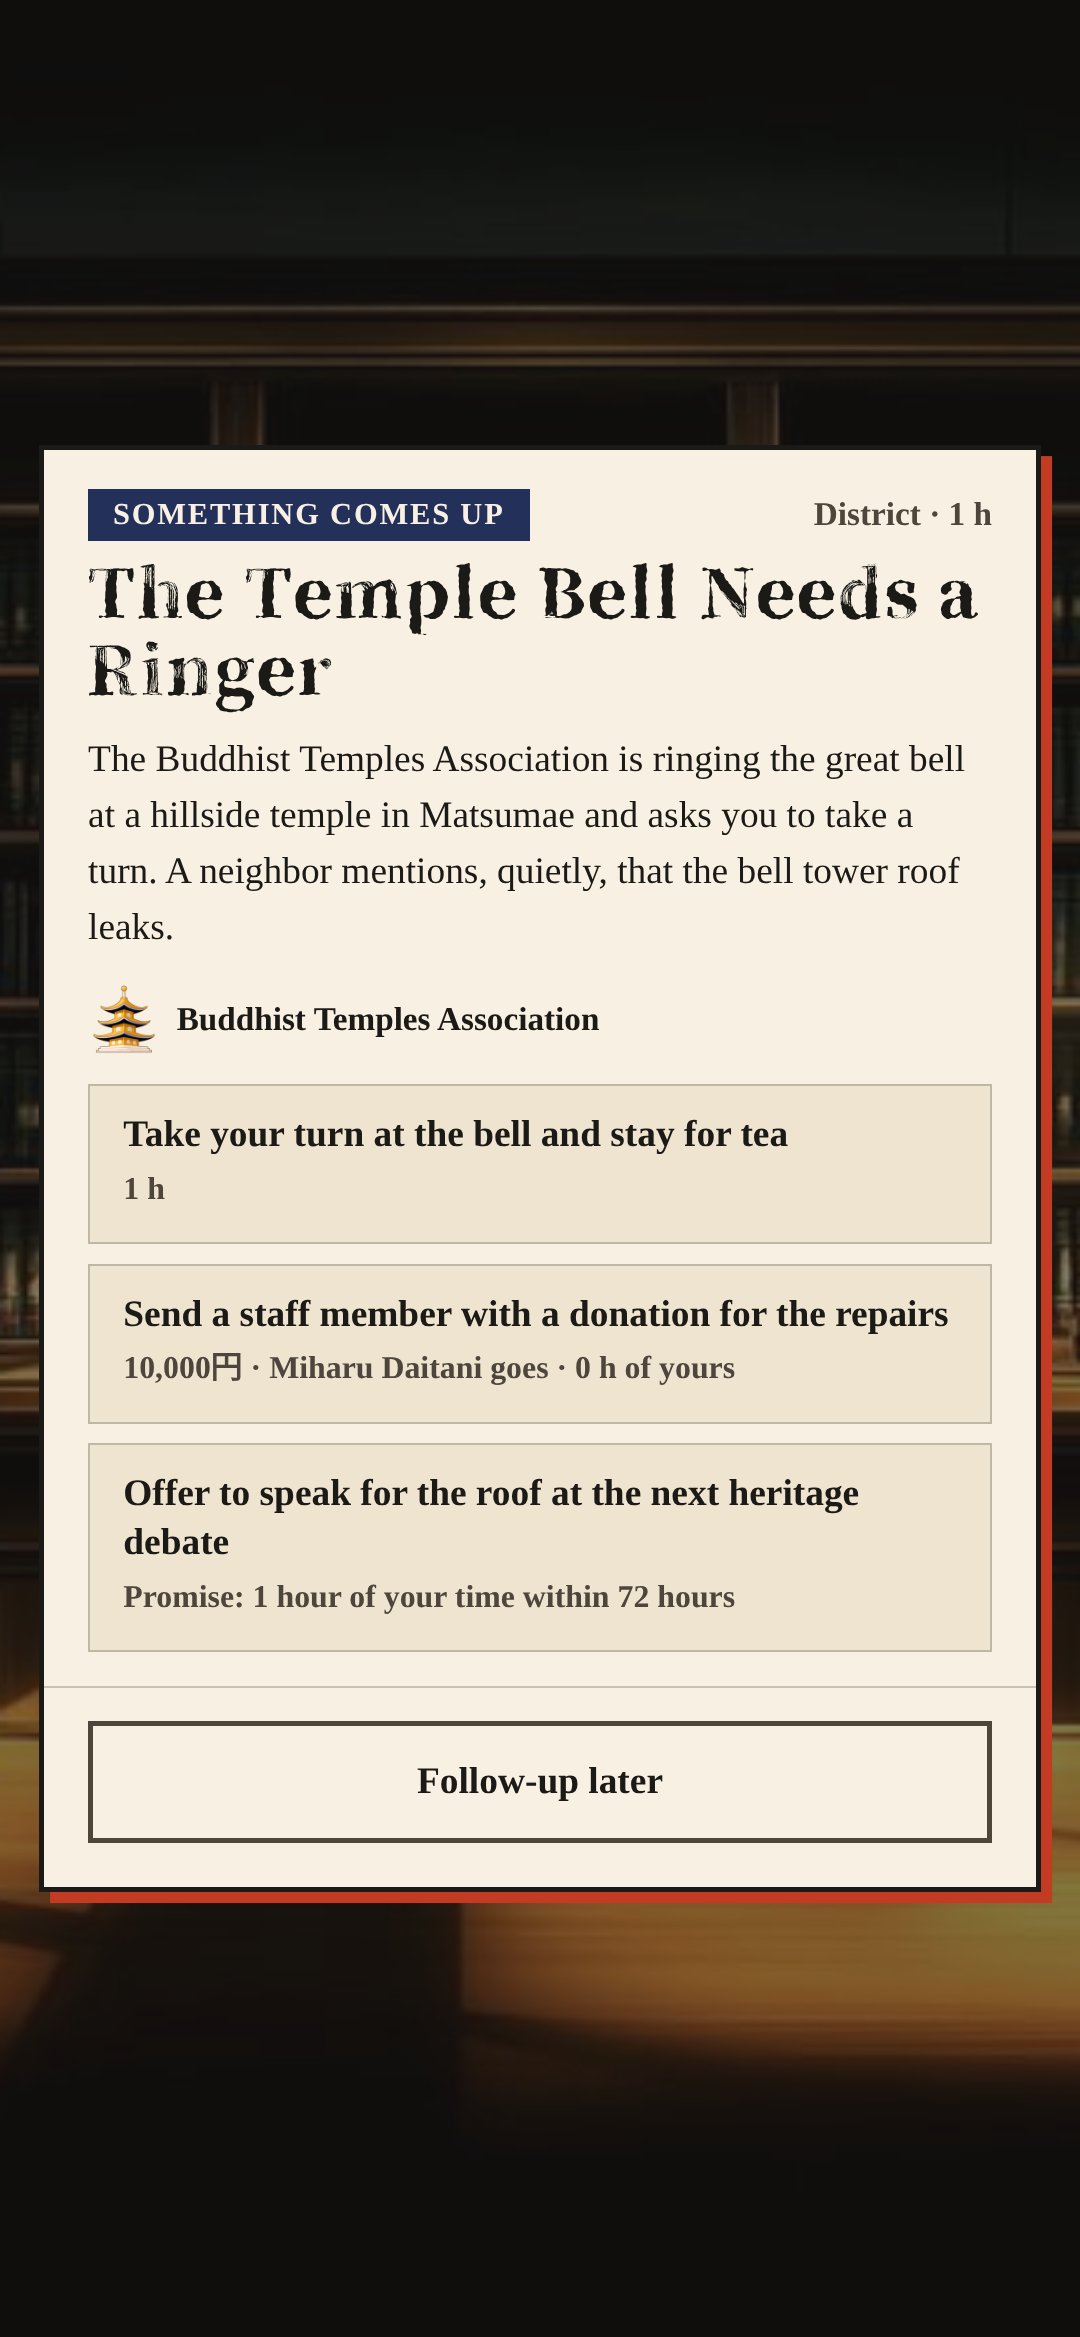 SOMETHING COMES UP
District · 1 h
The Temple Bell Needs a
Ringer
The Buddhist Temples Association is ringing the great bell
at a hillside temple in Matsumae and asks you to take a
turn. A neighbor mentions, quietly, that the bell tower roof
leaks.
Buddhist Temples Association
Take your turn at the bell and stay for tea
1 h
Send a staff member with a donation for the repairs
10,000円 · Miharu Daitani goes · 0 h of yours
Offer to speak for the roof at the next heritage
debate
Promise: 1 hour of your time within 72 hours
Follow-up later